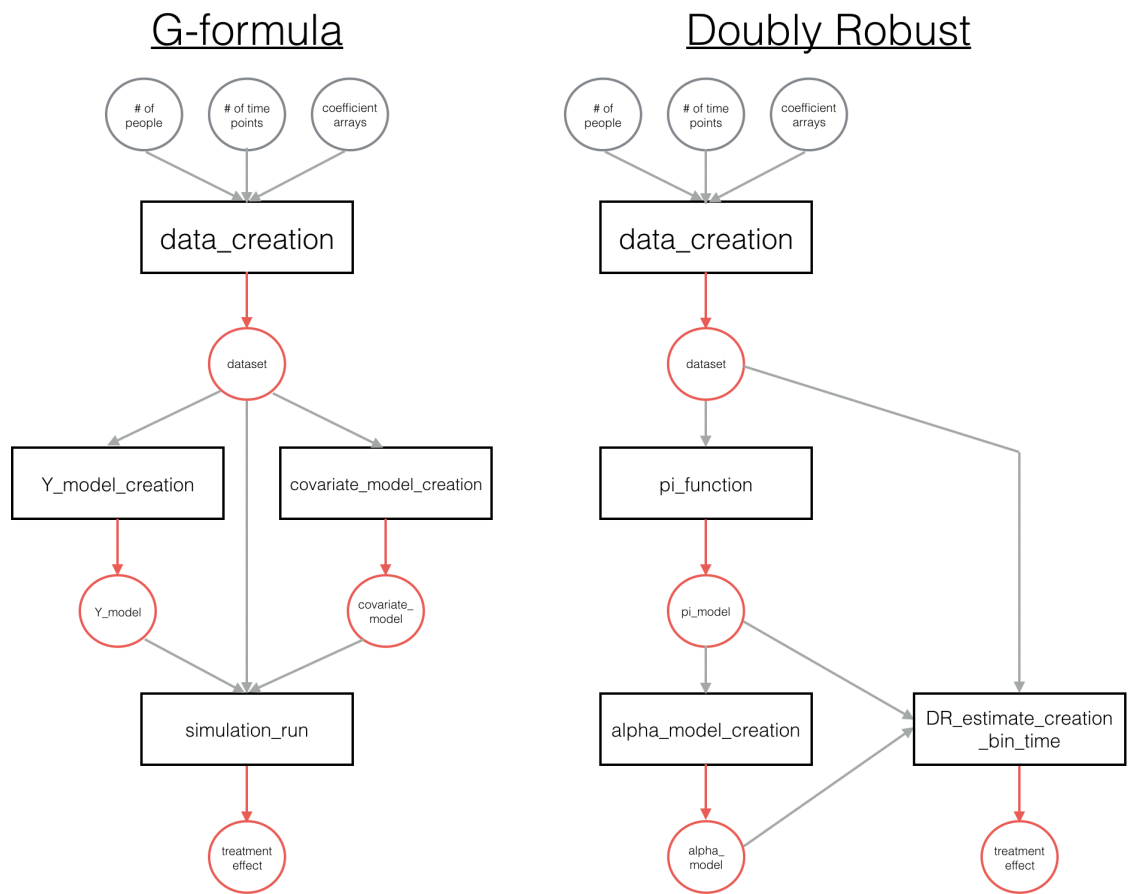 G-formula
# of
people
# of time
points
coefficient
arrays
data_creation
dataset
Y_model_creation
covariate_model_creation
Y_model
covariate_
model
simulation_run
treatment
effect
Doubly Robust
# of
people
# of time
points
coefficient
arrays
data_creation
dataset
pi_function
pi_model
alpha_model_creation
DR_estimate_creation
_bin_time
alpha_
model
treatment
effect